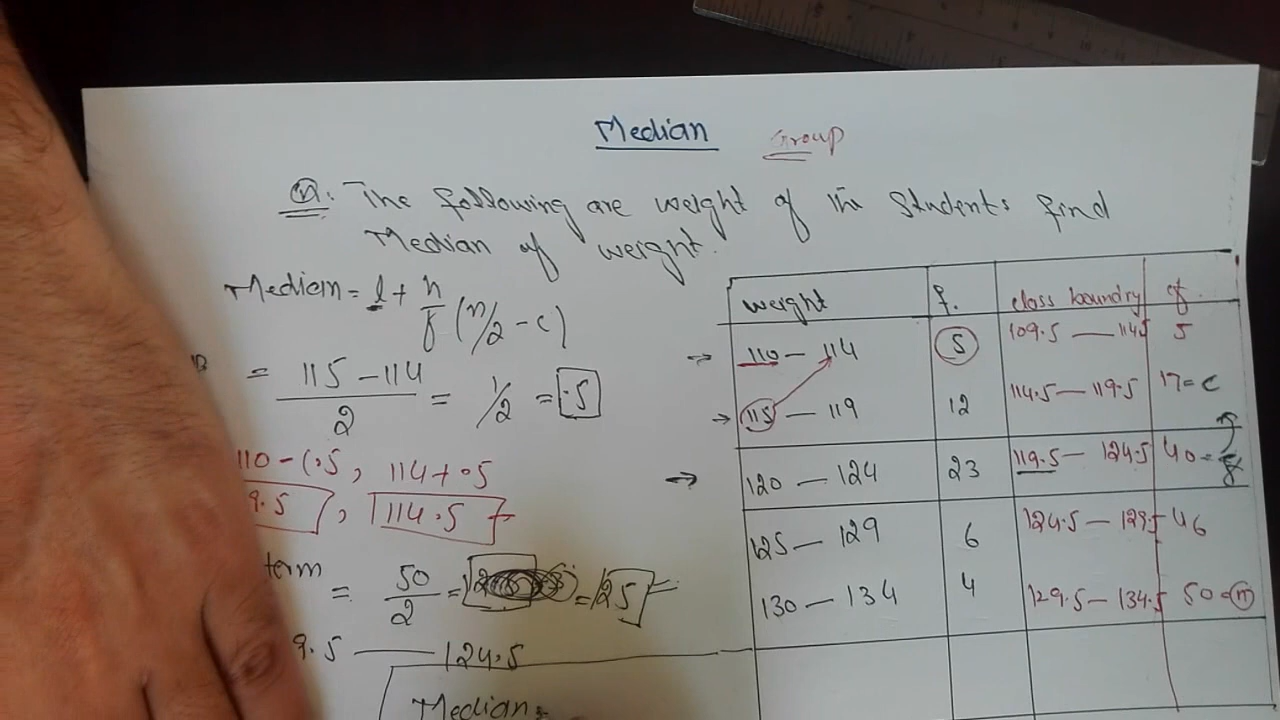 Median Group
Q. The following are weight of the students find
Median of weight.
Median = l + h/f (n/2 - c)
= 115 - 114 / 2 = 1/2 = .5
110 - (.5, 114 + .5
9.5, 114.5
term = 50/2 = = 25
9.5 — 124.5
Median =
weight f. class boundry cf.
110 - 114 5 109.5 — 114.5 5
115 - 119 12 114.5 — 119.5 17 = c
120 - 124 23 119.5 - 124.5 40 =
125 - 129 6 124.5 - 129.5 46
130 - 134 4 129.5 - 134.5 50 = n